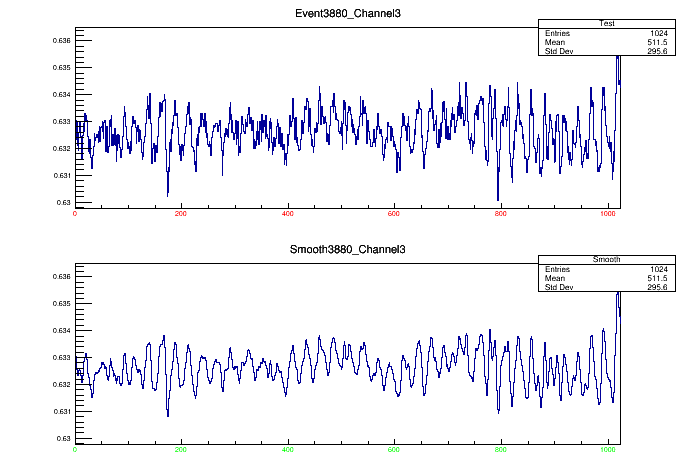 Event3880_Channel3
Test
Entries 1024
Mean 511.5
Std Dev 295.6
0.636
0.635
0.634
0.633
0.632
0.631
0.63
0 200 400 600 800 1000
Smooth3880_Channel3
Smooth
Entries 1024
Mean 511.5
Std Dev 295.6
0.636
0.635
0.634
0.633
0.632
0.631
0.63
0 200 400 600 800 1000